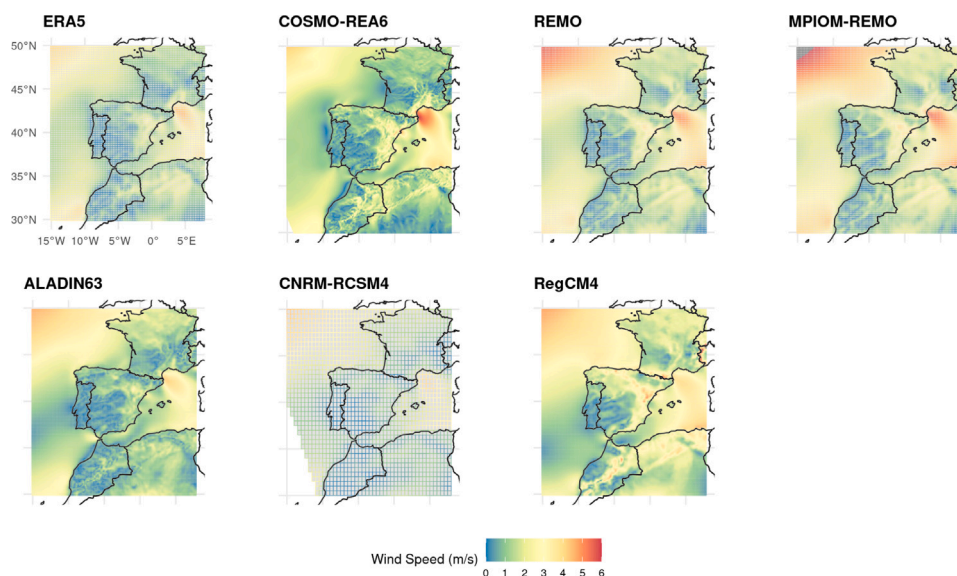 ERA5 COSMO-REA6 REMO MPIOM-REMO
50°N
45°N
40°N
35°N
30°N
15°W 10°W 5°W 0° 5°E
ALADIN63 CNRM-RCSM4 RegCM4
Wind Speed (m/s)
0 1 2 3 4 5 6